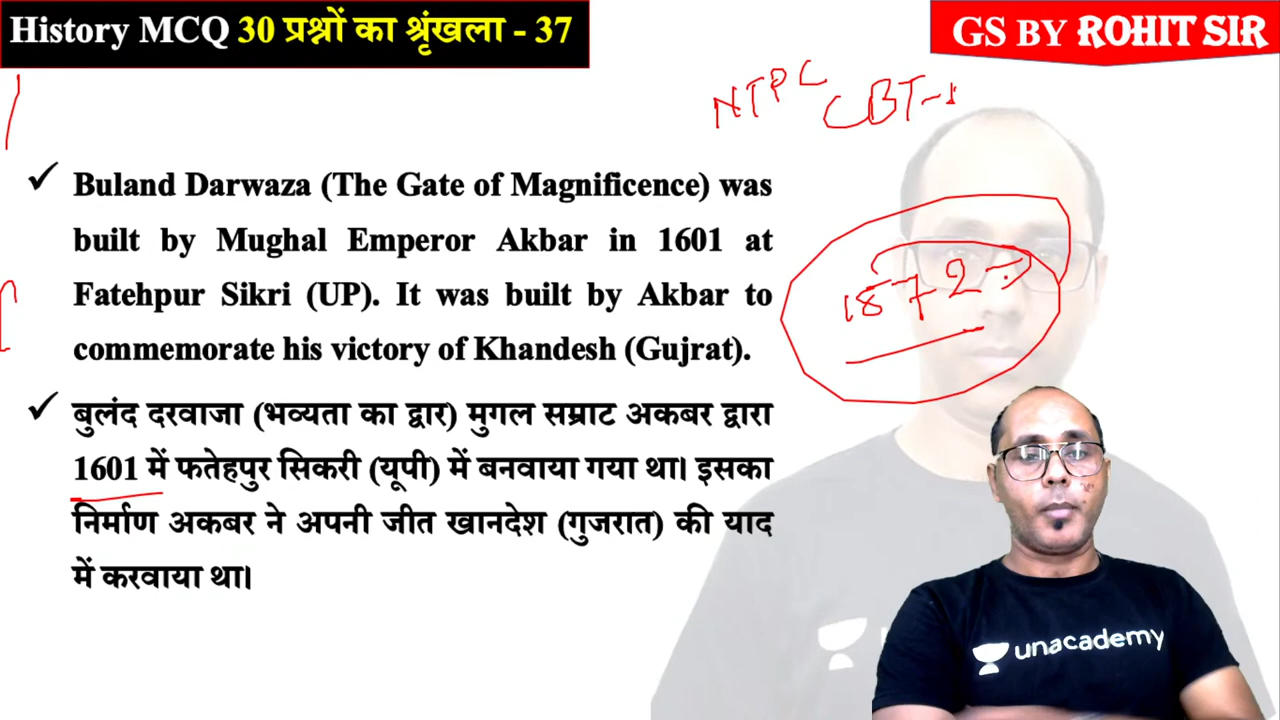 History MCQ 30 प्रश्नों का श्रृंखला - 37
GS BY ROHIT SIR
NTPC CBT-1
✓ Buland Darwaza (The Gate of Magnificence) was
built by Mughal Emperor Akbar in 1601 at
Fatehpur Sikri (UP). It was built by Akbar to
commemorate his victory of Khandesh (Gujrat).
1872
✓ बुलंद दरवाजा (भव्यता का द्वार) मुगल सम्राट अकबर द्वारा
1601 में फतेहपुर सिकरी (यूपी) में बनवाया गया था। इसका
निर्माण अकबर ने अपनी जीत खानदेश (गुजरात) की याद
में करवाया था।
unacademy